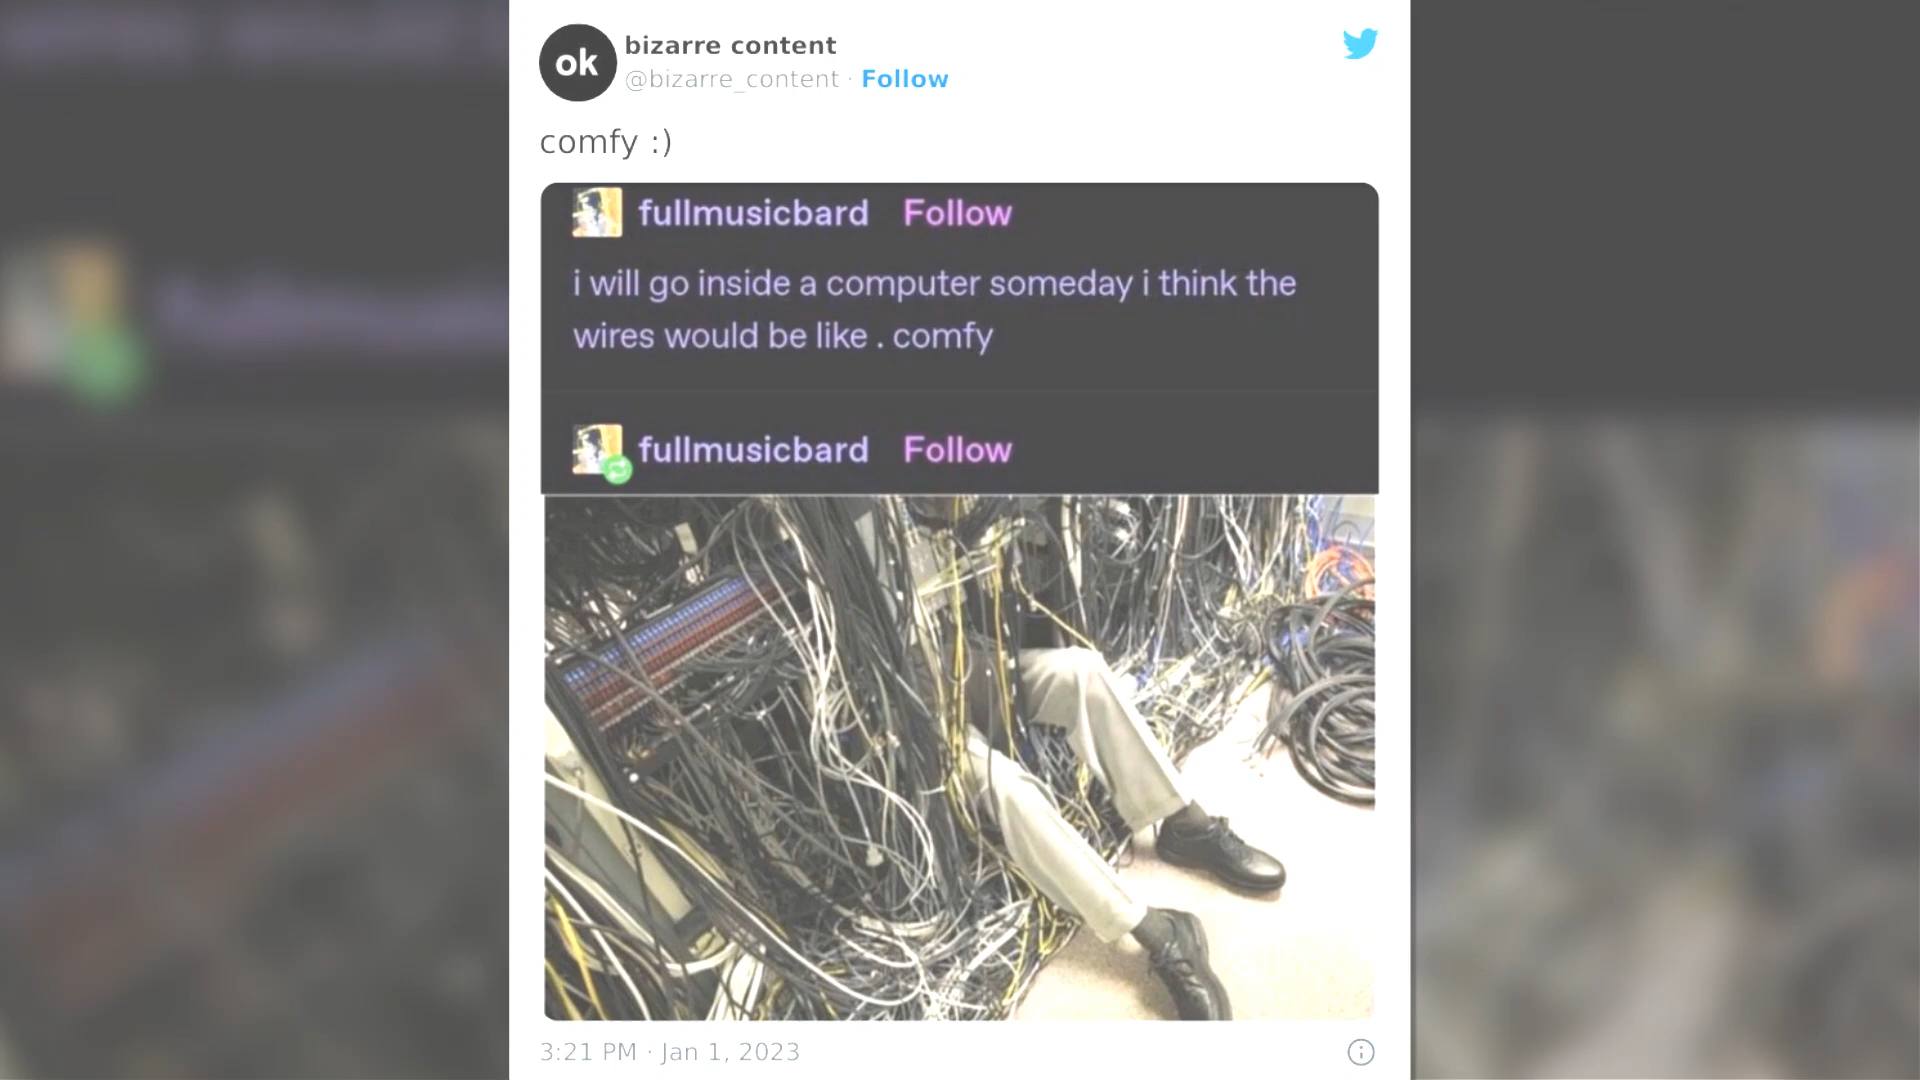 ok
bizarre content
@bizarre_content · Follow
comfy :)
fullmusicbard Follow
i will go inside a computer someday i think the
wires would be like . comfy
fullmusicbard Follow
3:21 PM · Jan 1, 2023